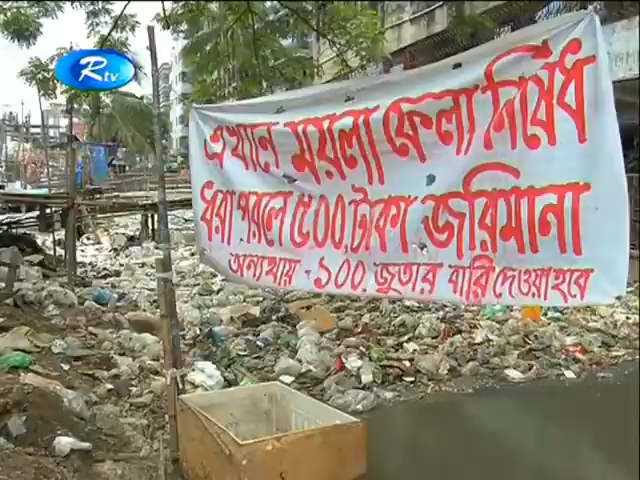 Rtv
এখানে ময়লা ফেলা নিষেধ
ধরা পরলে ৫০০, টাকা জরিমানা
অন্যথায় ১০০, জুতার বারি দেওয়া হবে